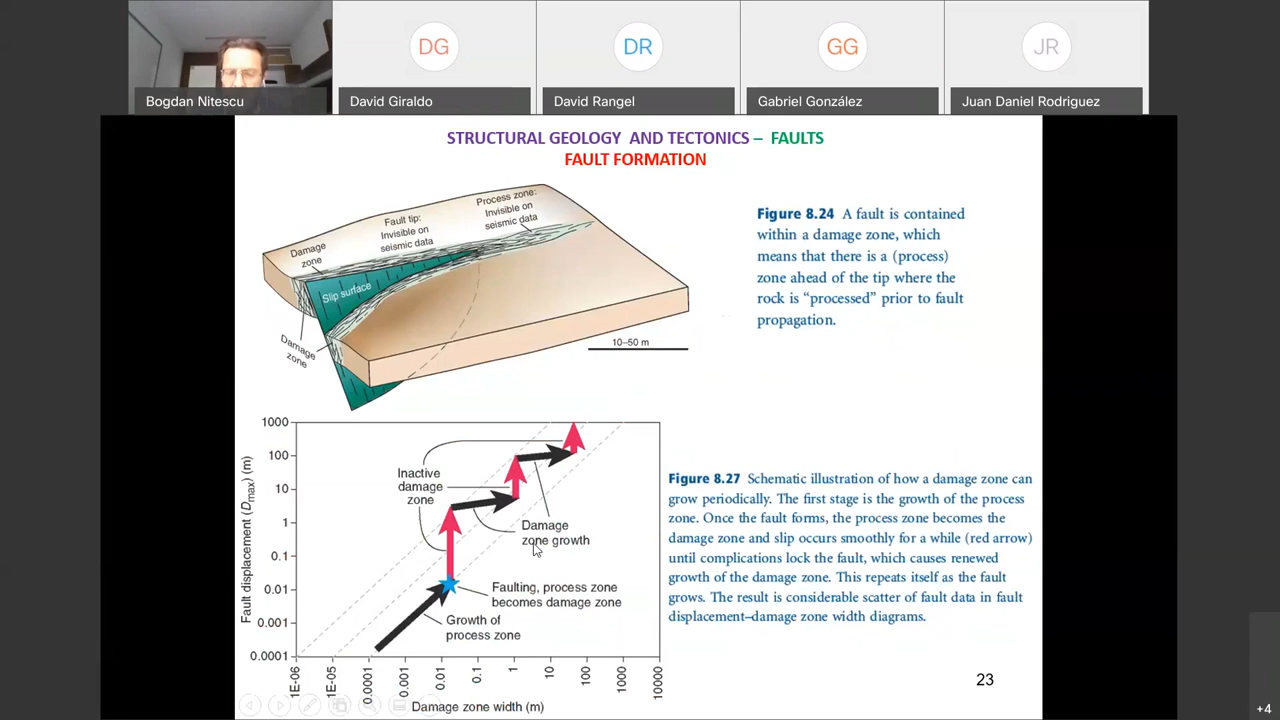 DG
DR
GG
JR
Bogdan Nitescu
David Giraldo
David Rangel
Gabriel González
Juan Daniel Rodriguez
STRUCTURAL GEOLOGY AND TECTONICS – FAULTS
FAULT FORMATION
Process zone:
Invisible on
seismic data
Fault tip:
Invisible on
seismic data
Damage
zone
Slip surface
Damage
zone
10–50 m
Figure 8.24 A fault is contained
within a damage zone, which
means that there is a (process)
zone ahead of the tip where the
rock is “processed” prior to fault
propagation.
Fault displacement (Dmax) (m)
1000
100
10
1
0.1
0.01
0.001
0.0001
Inactive
damage
zone
Damage
zone growth
Faulting, process zone
becomes damage zone
Growth of
process zone
1E-06
1E-05
0.0001
0.001
0.01
0.1
1
10
100
1000
10000
Damage zone width (m)
Figure 8.27 Schematic illustration of how a damage zone can
grow periodically. The first stage is the growth of the process
zone. Once the fault forms, the process zone becomes the
damage zone and slip occurs smoothly for a while (red arrow)
until complications lock the fault, which causes renewed
growth of the damage zone. This repeats itself as the fault
grows. The result is considerable scatter of fault data in fault
displacement–damage zone width diagrams.
23
+4